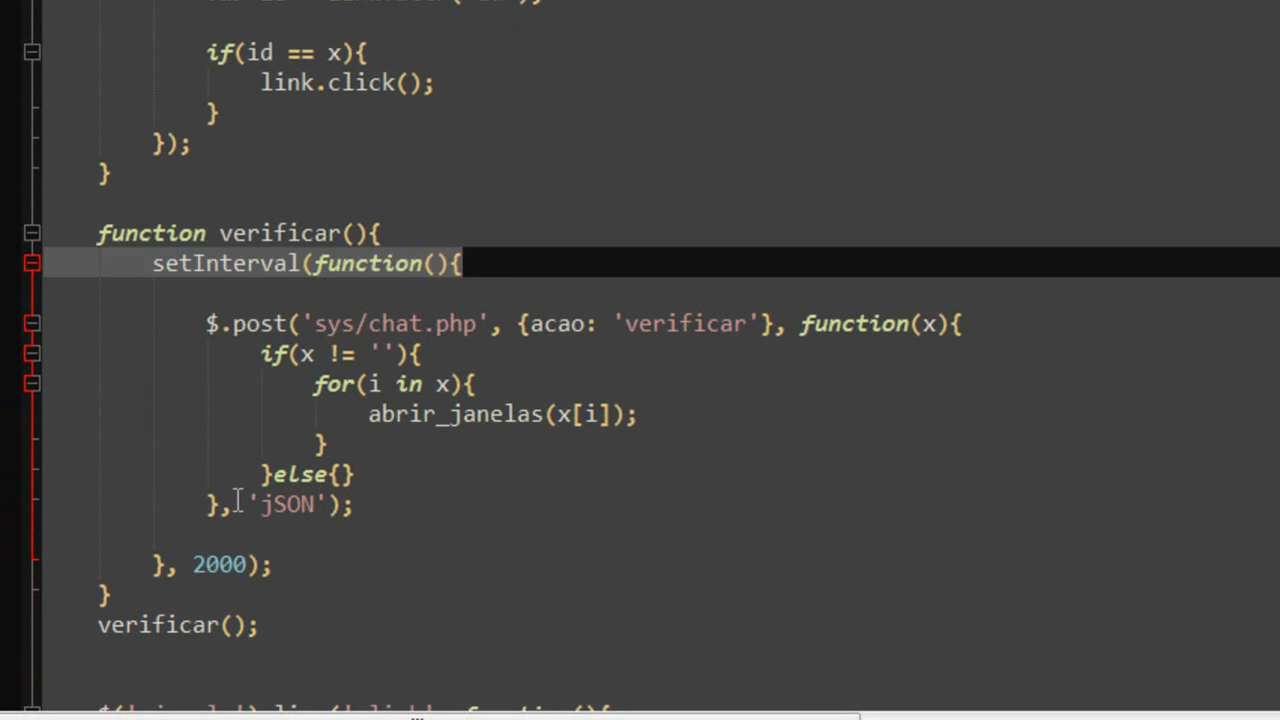 if(id == x){
link.click();
}
});
}
function verificar(){
setInterval(function(){
$.post('sys/chat.php', {acao: 'verificar'}, function(x){
if(x != ''){
for(i in x){
abrir_janelas(x[i]);
}
}else{}
}, 'jSON');
}, 2000);
}
verificar();